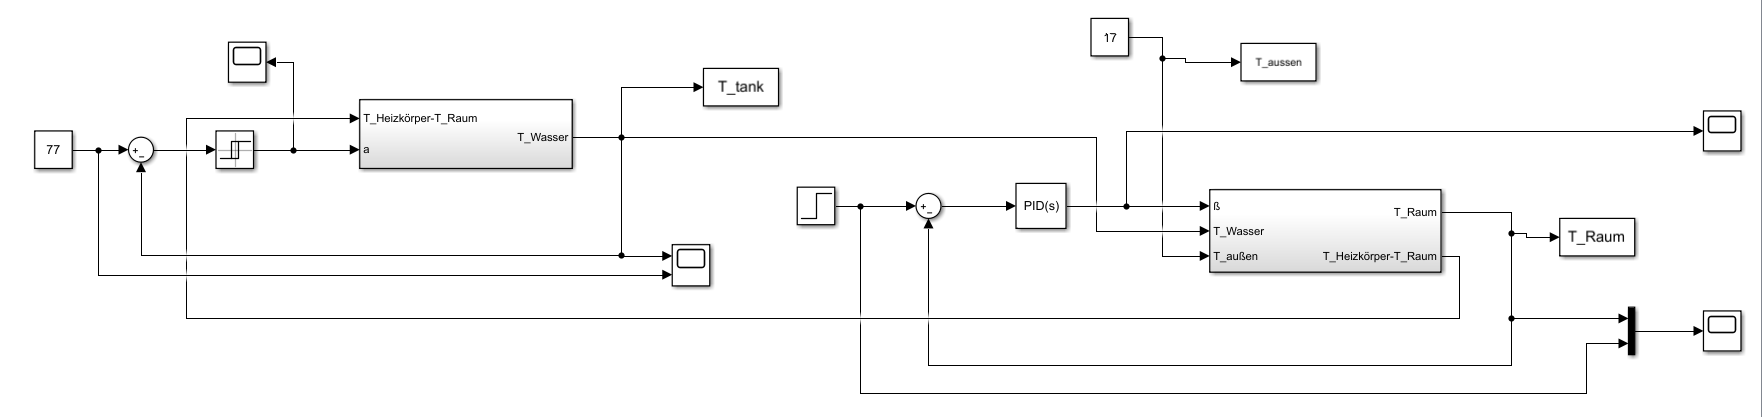 17
T_aussen
T_tank
T_Heizkörper-T_Raum
T_Wasser
a
77
+
-
+
-
PID(s)
ß
T_Raum
T_Wasser
T_außen
T_Heizkörper-T_Raum
T_Raum